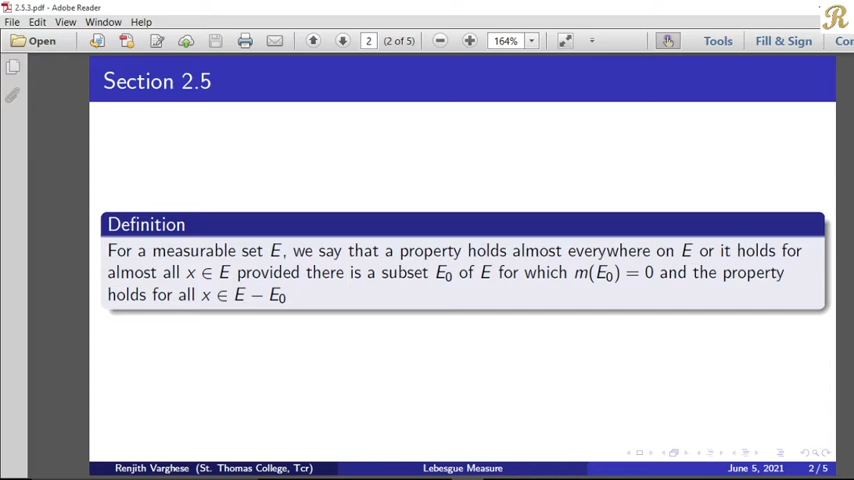 2.5.3.pdf - Adobe Reader
File Edit View Window Help
R
Open 2 (2 of 5) 164% Tools Fill & Sign Co
Section 2.5
Definition
For a measurable set E, we say that a property holds almost everywhere on E or it holds for
almost all x ∈ E provided there is a subset E₀ of E for which m(E₀) = 0 and the property
holds for all x ∈ E − E₀
Renjith Varghese (St. Thomas College, Tcr) Lebesgue Measure June 5, 2021 2 / 5